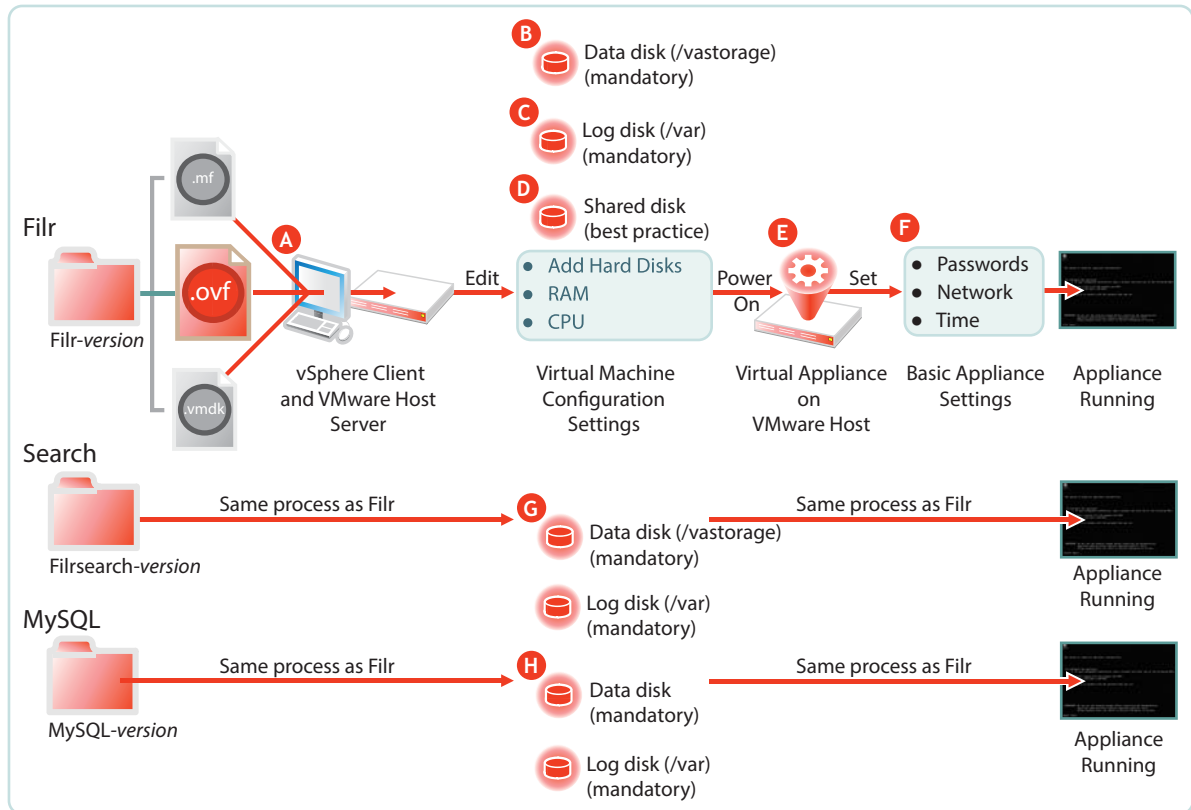 B
Data disk (/vastorage)
(mandatory)
C
Log disk (/var)
(mandatory)
D
Shared disk
(best practice)
Filr
Filr-version
.mf
.ovf
.vmdk
A
vSphere Client
and VMware Host
Server
Edit
• Add Hard Disks
• RAM
• CPU
Virtual Machine
Configuration
Settings
Power
On
E
Virtual Appliance
on
VMware Host
Set
F
• Passwords
• Network
• Time
Basic Appliance
Settings
Appliance
Running
Search
Filrsearch-version
Same process as Filr
G
Data disk (/vastorage)
(mandatory)
Log disk (/var)
(mandatory)
Same process as Filr
Appliance
Running
MySQL
MySQL-version
Same process as Filr
H
Data disk
(mandatory)
Log disk (/var)
(mandatory)
Same process as Filr
Appliance
Running